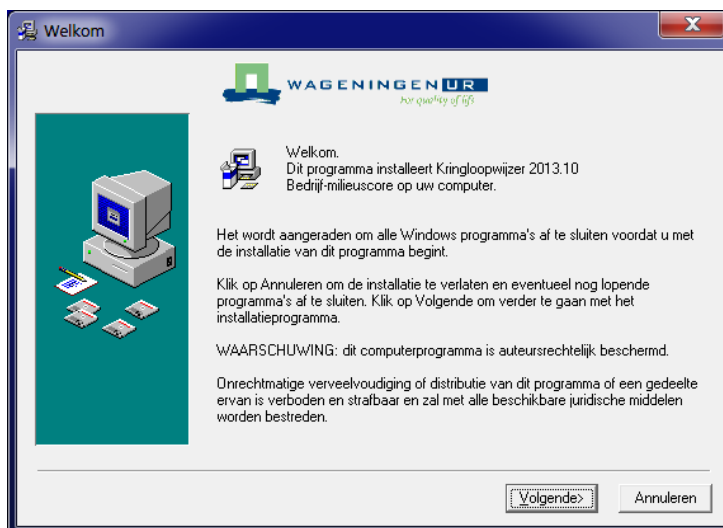 Welkom
WAGENINGEN UR
For quality of life
Welkom.
Dit programma installeert Kringloopwijzer 2013.10
Bedrijf-milieuscore op uw computer.
Het wordt aangeraden om alle Windows programma's af te sluiten voordat u met
de installatie van dit programma begint.
Klik op Annuleren om de installatie te verlaten en eventueel nog lopende
programma's af te sluiten. Klik op Volgende om verder te gaan met het
installatieprogramma.
WAARSCHUWING: dit computerprogramma is auteursrechtelijk beschermd.
Onrechtmatige verveelvoudiging of distributie van dit programma of een gedeelte
ervan is verboden en strafbaar en zal met alle beschikbare juridische middelen
worden bestreden.
Volgende>
Annuleren